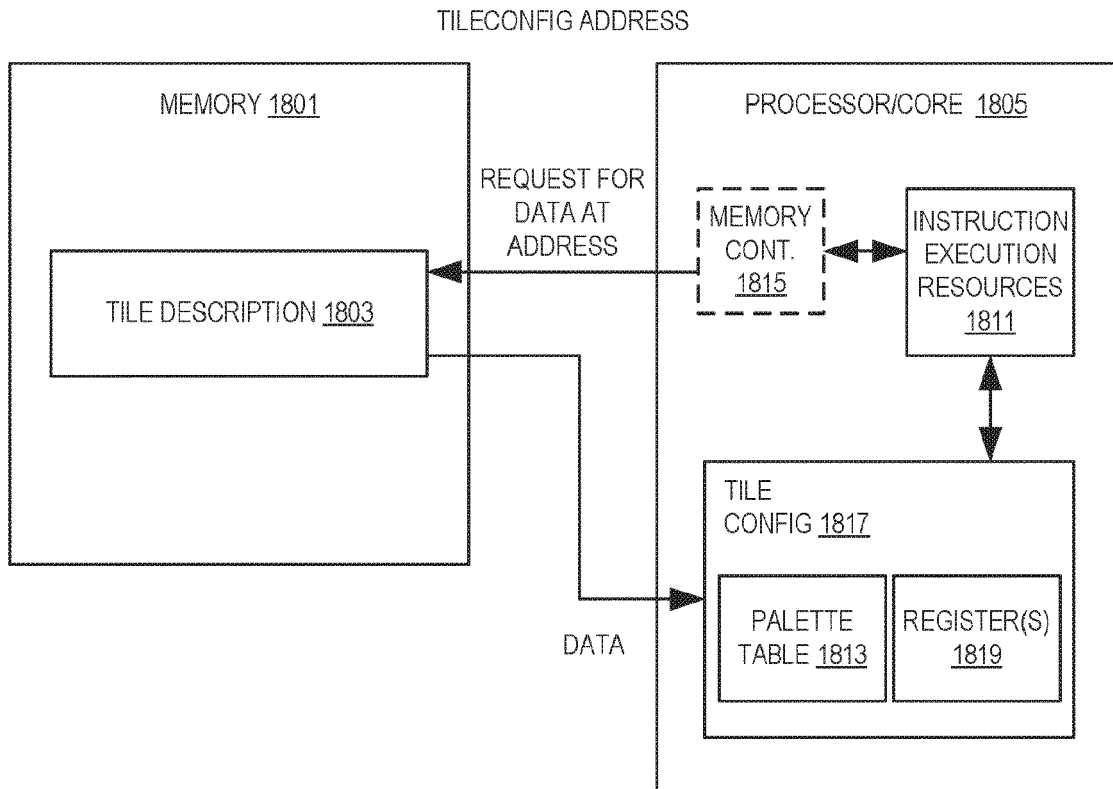 TILECONFIG ADDRESS
MEMORY 1801
PROCESSOR/CORE 1805
REQUEST FOR
DATA AT
ADDRESS
MEMORY
CONT.
1815
INSTRUCTION
EXECUTION
RESOURCES
1811
TILE DESCRIPTION 1803
TILE
CONFIG 1817
PALETTE
TABLE 1813
REGISTER(S)
1819
DATA